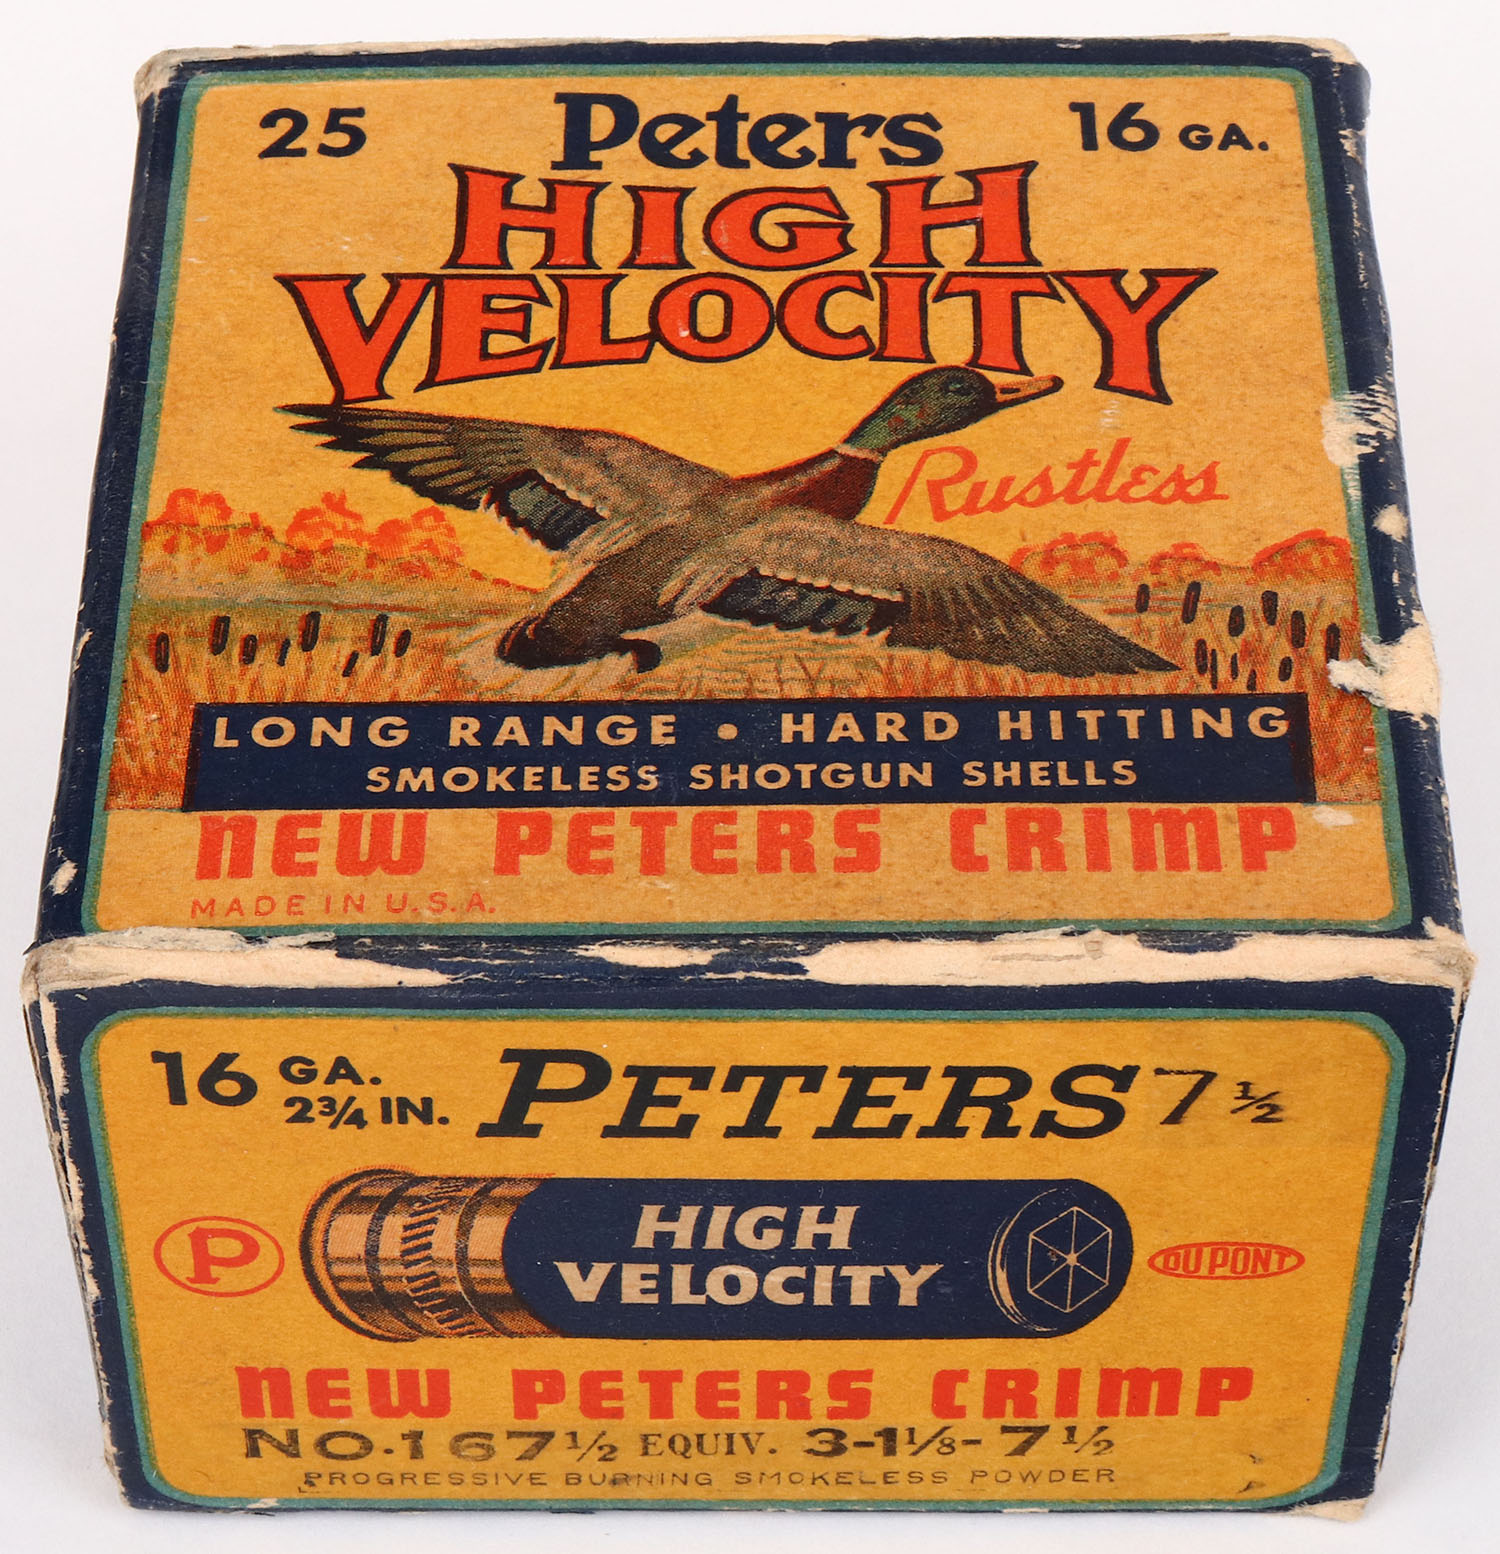 25 Peters 16 GA.
HIGH
VELOCITY
Rustless
LONG RANGE • HARD HITTING
SMOKELESS SHOTGUN SHELLS
NEW PETERS CRIMP
MADE IN U.S.A.
16 GA. 2¾ IN. PETERS 7½
P HIGH VELOCITY DU PONT
NEW PETERS CRIMP
NO. 167½ EQUIV. 3-1⅛-7½
PROGRESSIVE BURNING SMOKELESS POWDER